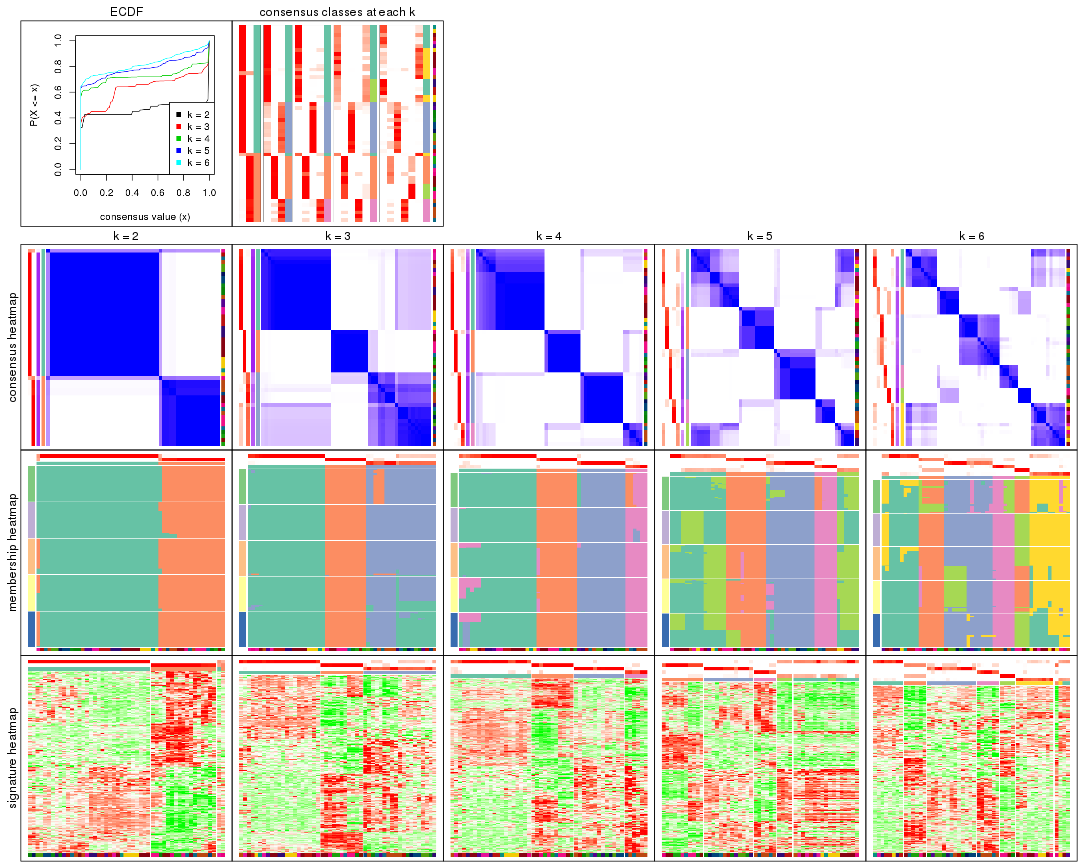 ECDF
consensus classes at each k
P(X <= x)
1.0
0.8
0.6
0.4
0.2
0.0
k = 2
k = 3
k = 4
k = 5
k = 6
0.0 0.2 0.4 0.6 0.8 1.0
consensus value (x)
k = 2
k = 3
k = 4
k = 5
k = 6
consensus heatmap
membership heatmap
signature heatmap